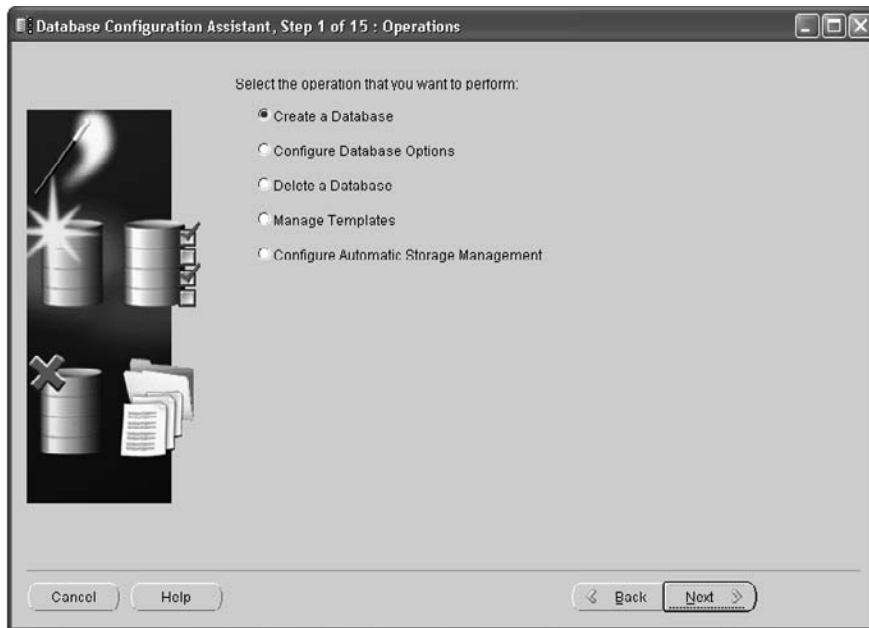 Database Configuration Assistant, Step 1 of 15 : Operations
Select the operation that you want to perform:
Create a Database
Configure Database Options
Delete a Database
Manage Templates
Configure Automatic Storage Management
Cancel
Help
Back
Next